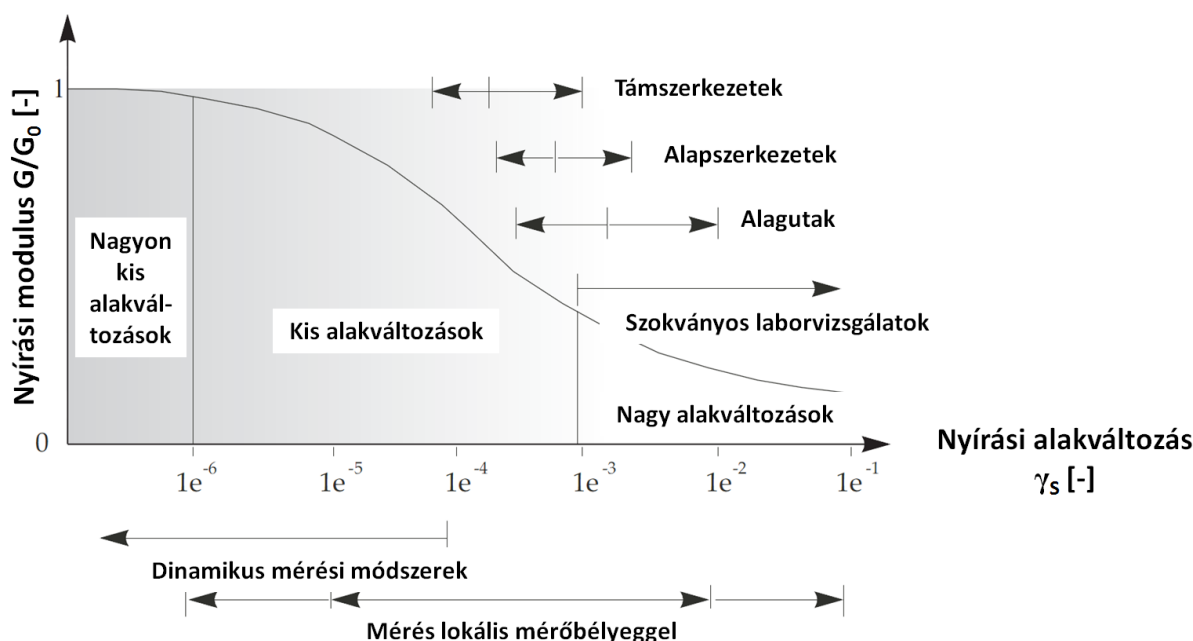 Nyírási modulus G/G₀ [-]
1
0
Támszerkezetek
Alapszerkezetek
Alagutak
Nagyon
kis
alakvál-
tozások
Kis alakváltozások
Szokványos laborvizsgálatok
Nagy alakváltozások
1e⁻⁶ 1e⁻⁵ 1e⁻⁴ 1e⁻³ 1e⁻² 1e⁻¹
Nyírási alakváltozás
γₛ [-]
Dinamikus mérési módszerek
Mérés lokális mérőbélyeggel